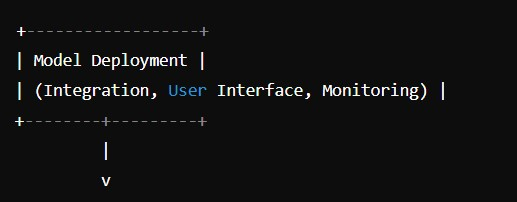 +------------------+
| Model Deployment |
| (Integration, User Interface, Monitoring) |
+--------+---------+
|
v